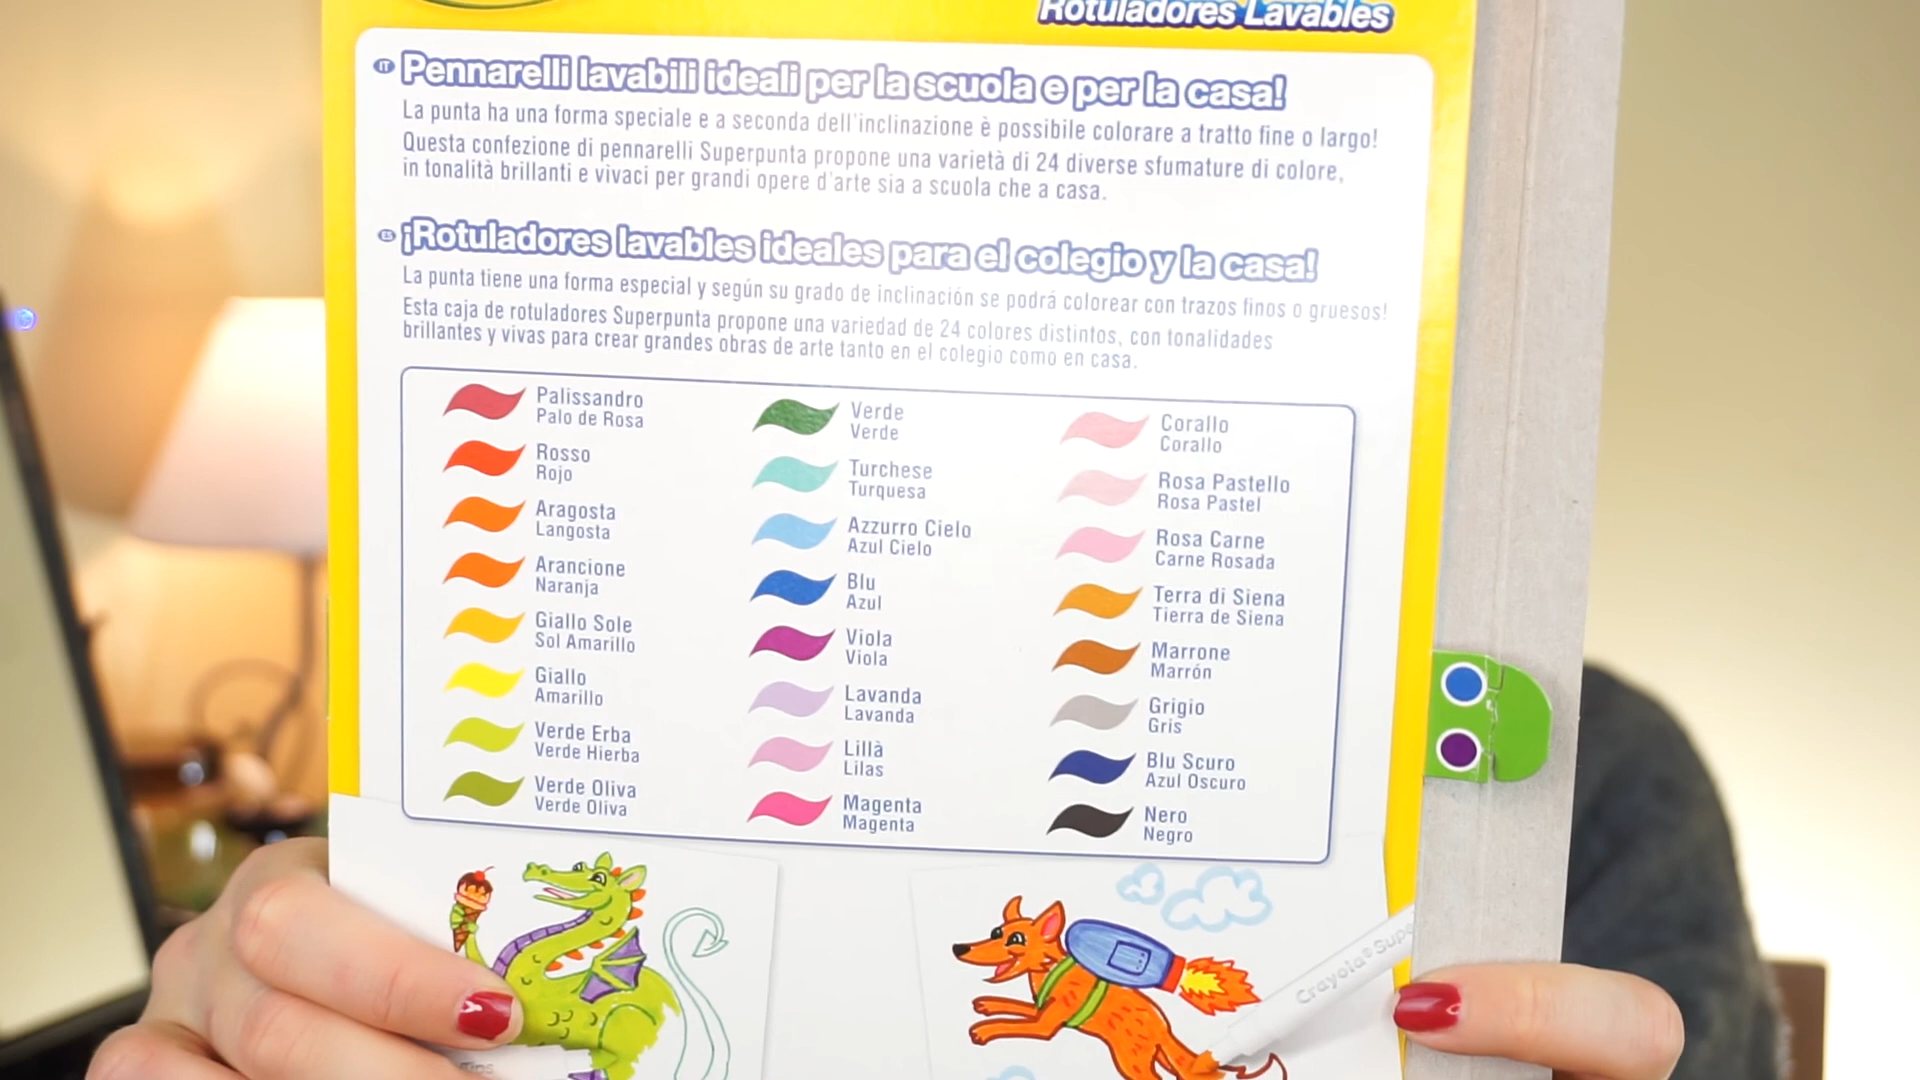 Rotuladores Lavables
IT Pennarelli lavabili ideali per la scuola e per la casa!
La punta ha una forma speciale e a seconda dell'inclinazione è possibile colorare a tratto fine o largo!
Questa confezione di pennarelli Superpunta propone una varietà di 24 diverse sfumature di colore,
in tonalità brillanti e vivaci per grandi opere d'arte sia a scuola che a casa.
ES ¡Rotuladores lavables ideales para el colegio y la casa!
La punta tiene una forma especial y según su grado de inclinación se podrá colorear con trazos finos o gruesos!
Esta caja de rotuladores Superpunta propone una variedad de 24 colores distintos, con tonalidades
brillantes y vivas para crear grandes obras de arte tanto en el colegio como en casa.
Palissandro
Palo de Rosa
Rosso
Rojo
Aragosta
Langosta
Arancione
Naranja
Giallo Sole
Sol Amarillo
Giallo
Amarillo
Verde Erba
Verde Hierba
Verde Oliva
Verde Oliva
Verde
Verde
Turchese
Turquesa
Azzurro Cielo
Azul Cielo
Blu
Azul
Viola
Viola
Lavanda
Lavanda
Lillà
Lilas
Magenta
Magenta
Corallo
Corallo
Rosa Pastello
Rosa Pastel
Rosa Carne
Carne Rosada
Terra di Siena
Tierra de Siena
Marrone
Marrón
Grigio
Gris
Blu Scuro
Azul Oscuro
Nero
Negro
Crayola® Supe